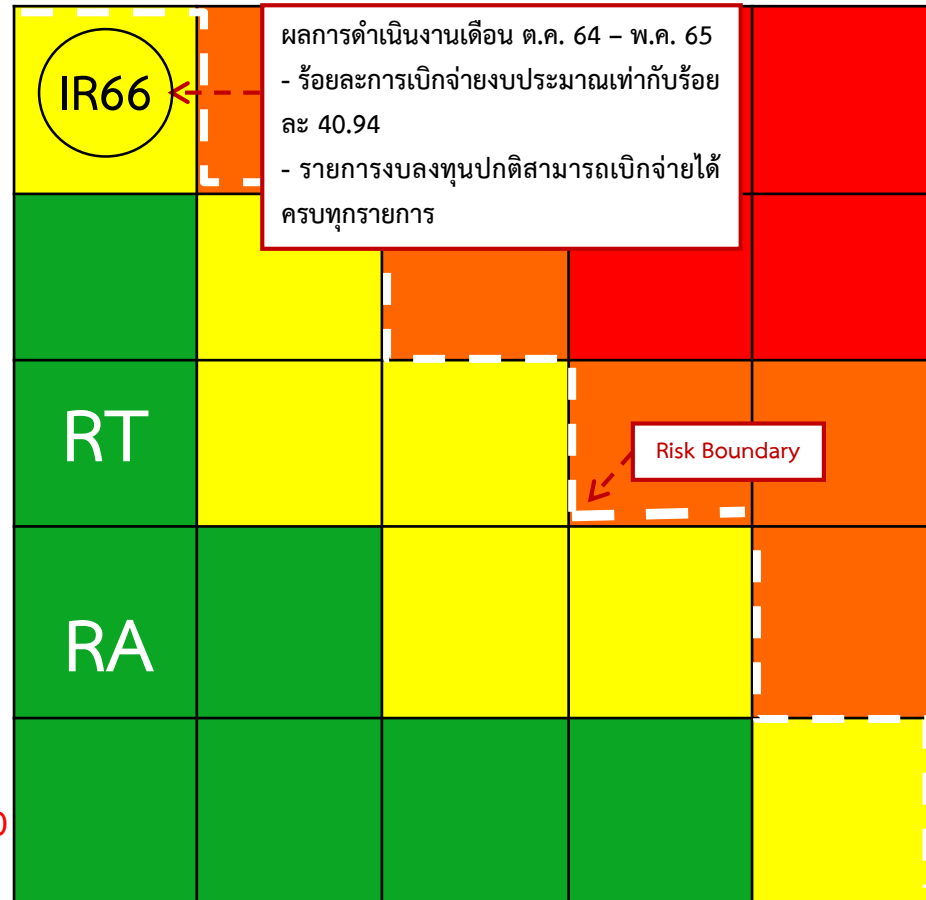 ผลการดำเนินงานเดือน ต.ค. 64 – พ.ค. 65
- ร้อยละการเบิกจ่ายงบประมาณเท่ากับร้อย
ละ 40.94
- รายการงบลงทุนปกติสามารถเบิกจ่ายได้
ครบทุกรายการ
IR66
RT
Risk Boundary
RA